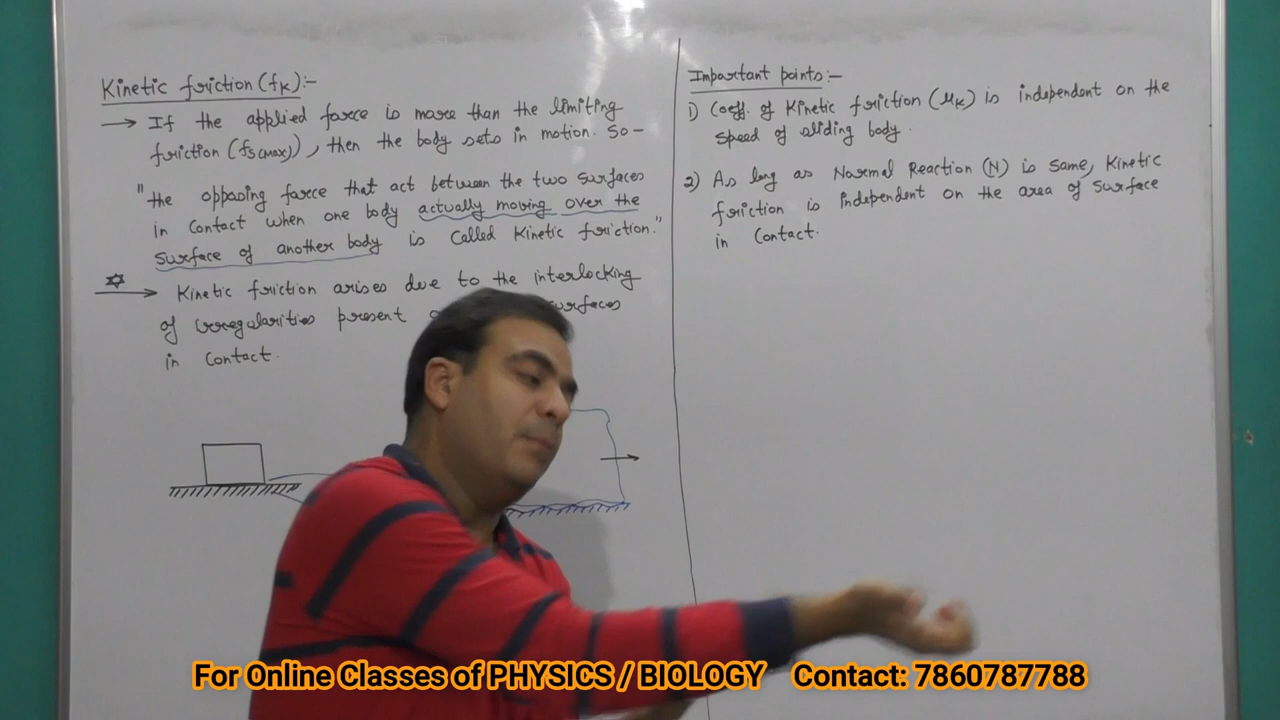 Kinetic friction (fK):-
→ If the applied force is more than the limiting
friction (fs(max)), then the body sets in motion. So-
"the opposing force that act between the two surfaces
in Contact when one body actually moving over the
surface of another body is called Kinetic friction."
Kinetic friction arises due to the interlocking
of irregularities present surfaces
in Contact.
Important points:-
1) Coeff. of Kinetic friction (μK) is independent on the
speed of sliding body.
2) As long as Normal Reaction (N) is same, Kinetic
friction is independent on the area of surface
in Contact.
For Online Classes of PHYSICS / BIOLOGY Contact: 7860787788